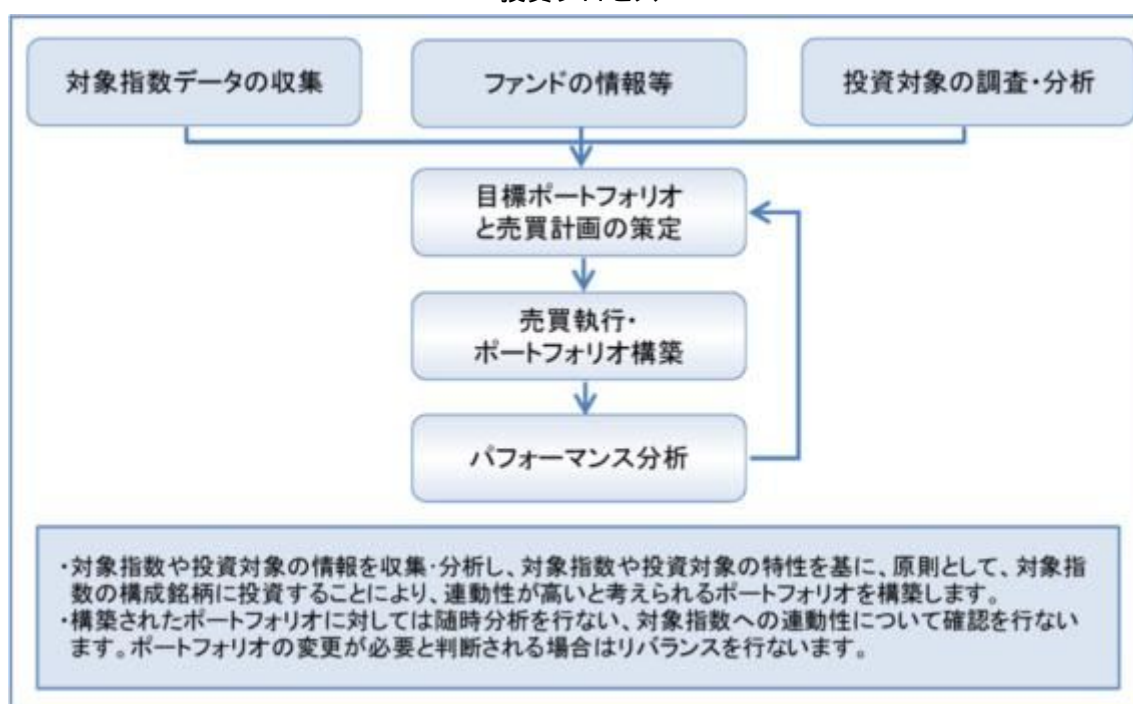 対象指数データの収集
ファンドの情報等
投資対象の調査・分析
目標ポートフォリオ
と売買計画の策定
売買執行・
ポートフォリオ構築
パフォーマンス分析
・対象指数や投資対象の情報を収集・分析し、対象指数や投資対象の特性を基に、原則として、対象指
数の構成銘柄に投資することにより、連動性が高いと考えられるポートフォリオを構築します。
・構築されたポートフォリオに対しては随時分析を行ない、対象指数への連動性について確認を行ない
ます。ポートフォリオの変更が必要と判断される場合はリバランスを行ないます。